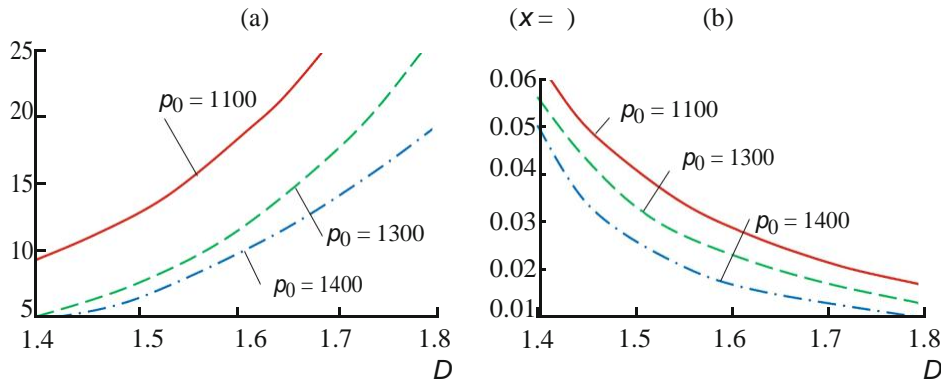 (a)
25
20
15
10
5
p0 = 1100
p0 = 1300
p0 = 1400
1.4 1.5 1.6 1.7 1.8
D
(x = )
(b)
0.06
0.05
0.04
0.03
0.02
0.01
p0 = 1100
p0 = 1300
p0 = 1400
1.4 1.5 1.6 1.7 1.8
D